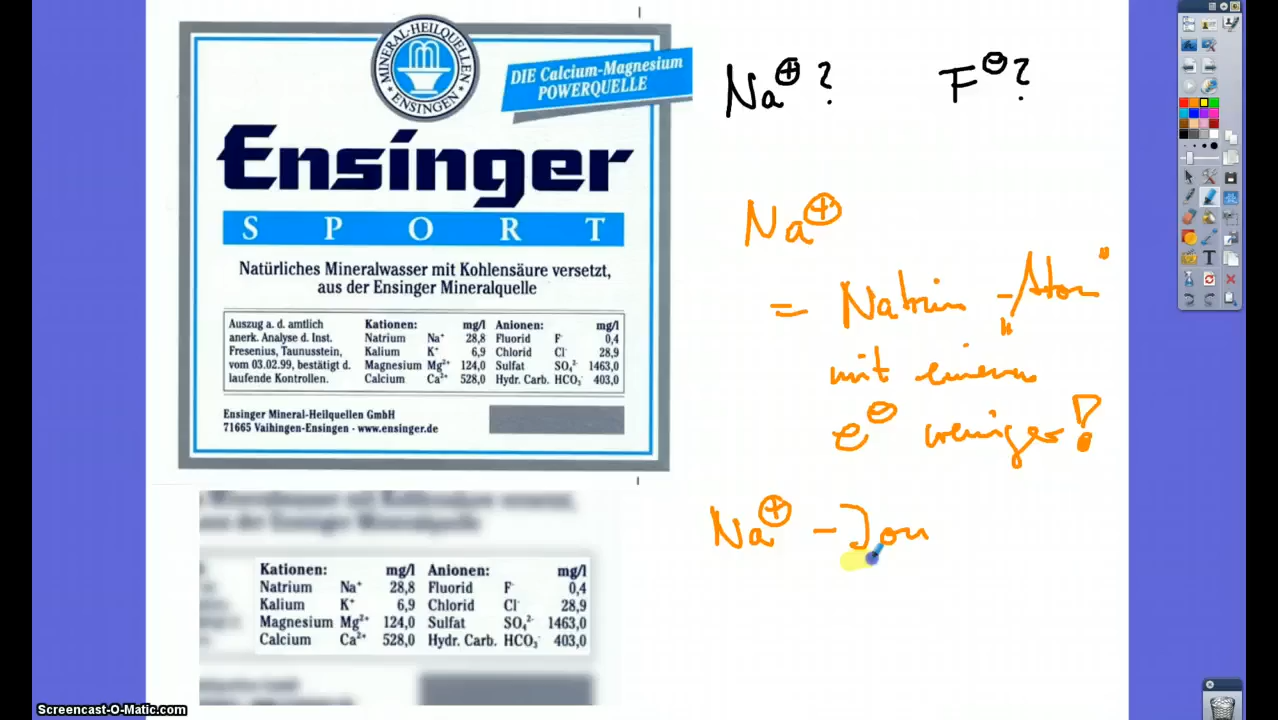 MINERAL-HEILQUELLEN
ENSINGEN
DIE Calcium-Magnesium
POWERQUELLE
Ensinger
SPORT
Natürliches Mineralwasser mit Kohlensäure versetzt,
aus der Ensinger Mineralquelle
Auszug a. d. amtlich
anerk. Analyse d. Inst.
Fresenius, Taunusstein,
vom 03.02.99, bestätigt d.
laufende Kontrollen.
Kationen: mg/l Anionen: mg/l
Natrium Na⁺ 28,8 Fluorid F⁻ 0,4
Kalium K⁺ 6,9 Chlorid Cl⁻ 28,9
Magnesium Mg²⁺ 124,0 Sulfat SO₄²⁻ 1463,0
Calcium Ca²⁺ 528,0 Hydr. Carb. HCO₃⁻ 403,0
Ensinger Mineral-Heilquellen GmbH
71665 Vaihingen-Ensingen - www.ensinger.de
Kationen: mg/l Anionen: mg/l
Natrium Na⁺ 28,8 Fluorid F⁻ 0,4
Kalium K⁺ 6,9 Chlorid Cl⁻ 28,9
Magnesium Mg²⁺ 124,0 Sulfat SO₄²⁻ 1463,0
Calcium Ca²⁺ 528,0 Hydr. Carb. HCO₃⁻ 403,0
Na⊕? F⊖?
Na⊕
= Natrium-„Atom"
mit einem
e⊖ weniger!
Na⊕-Ion
Screencast-O-Matic.com